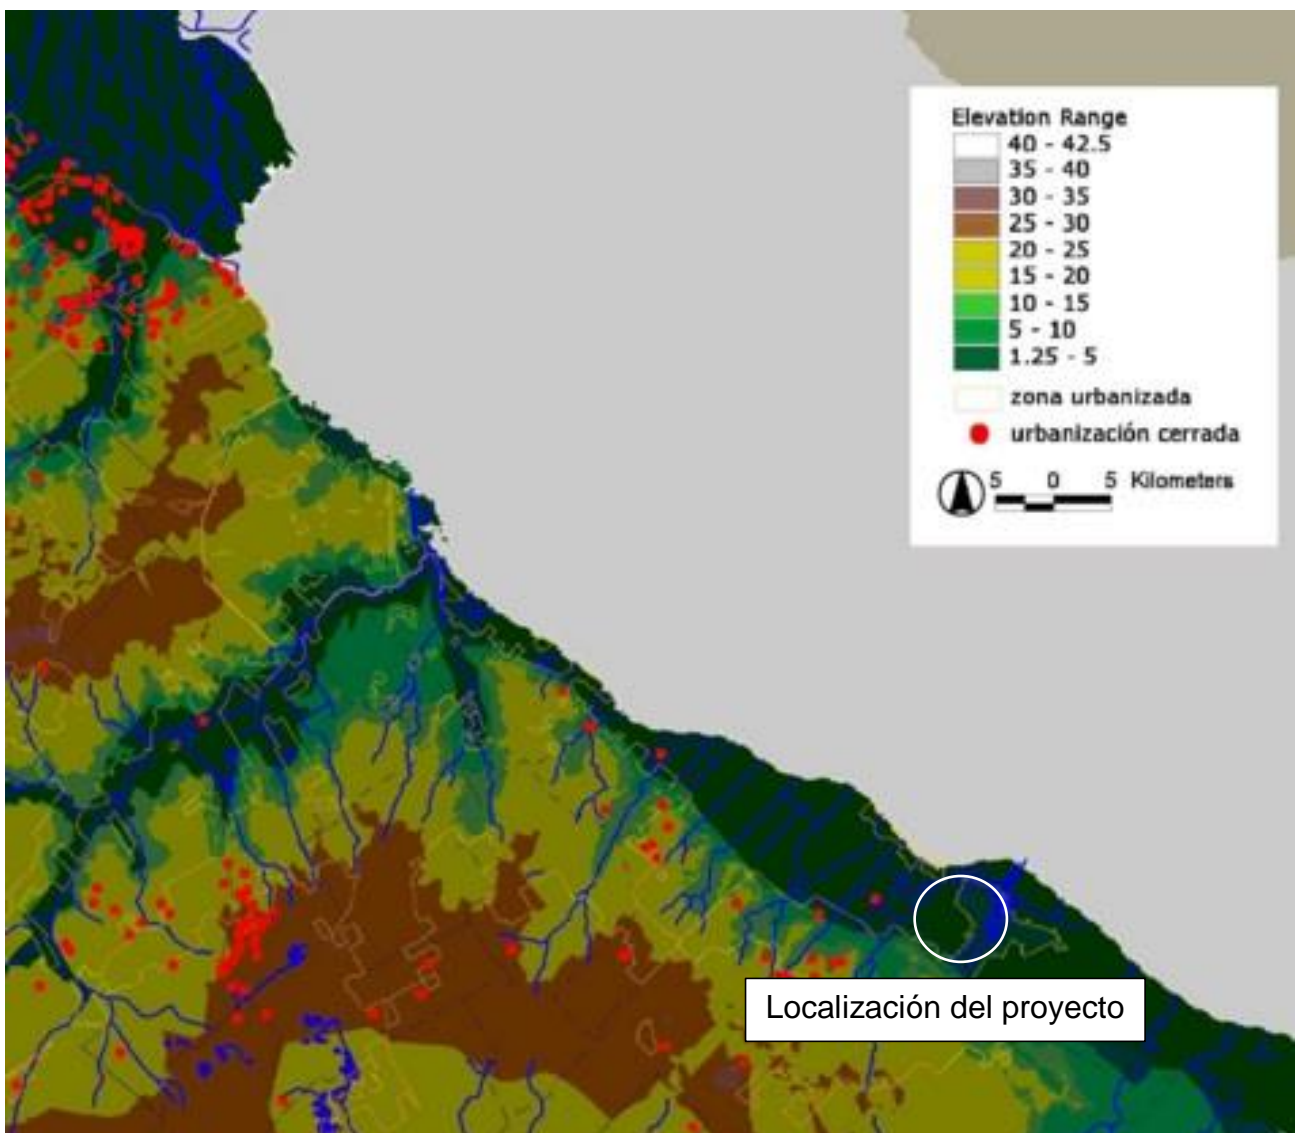 Elevation Range
40 - 42.5
35 - 40
30 - 35
25 - 30
20 - 25
15 - 20
10 - 15
5 - 10
1.25 - 5
zona urbanizada
urbanización cerrada
5 0 5 Kilometers
Localización del proyecto